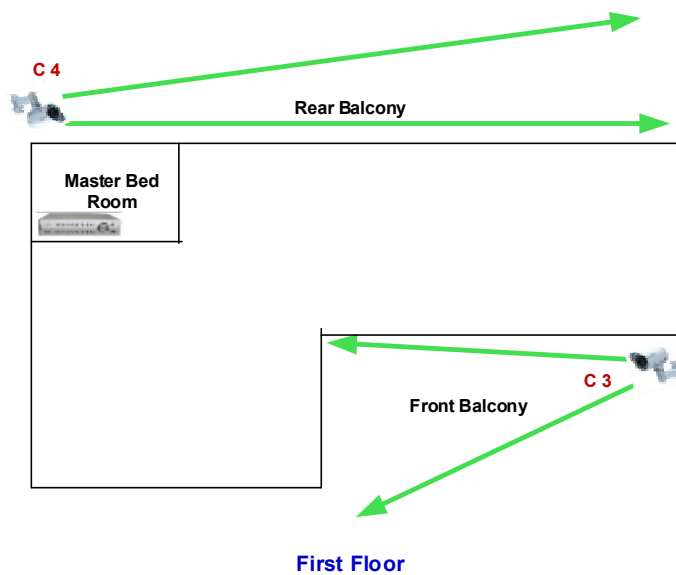 C 4
Rear Balcony
Master Bed
Room
C 3
Front Balcony
First Floor